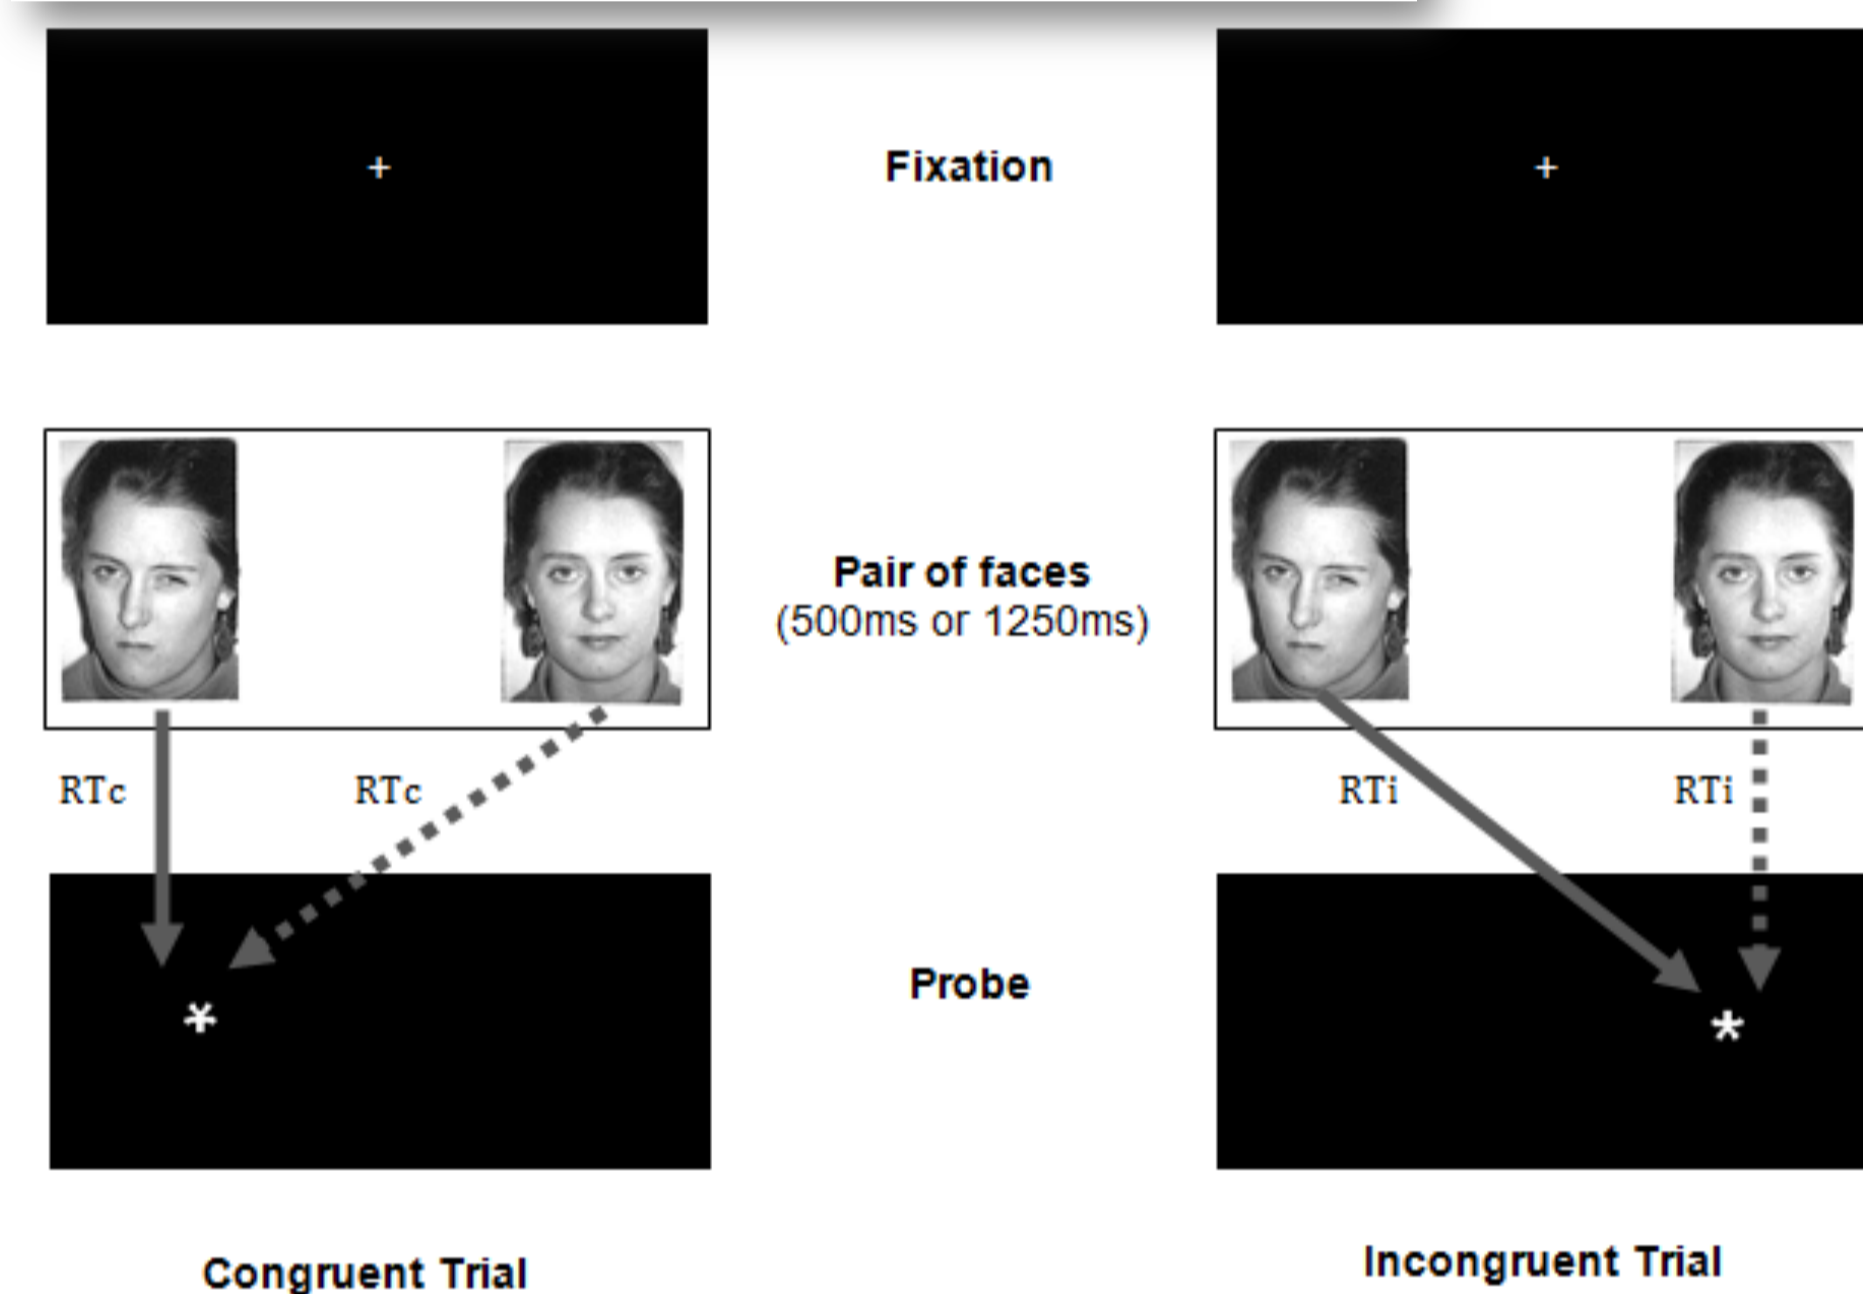 +
Fixation
+
Pair of faces
(500ms or 1250ms)
RTc
RTc
RTi
RTi
*
Probe
*
Congruent Trial
Incongruent Trial